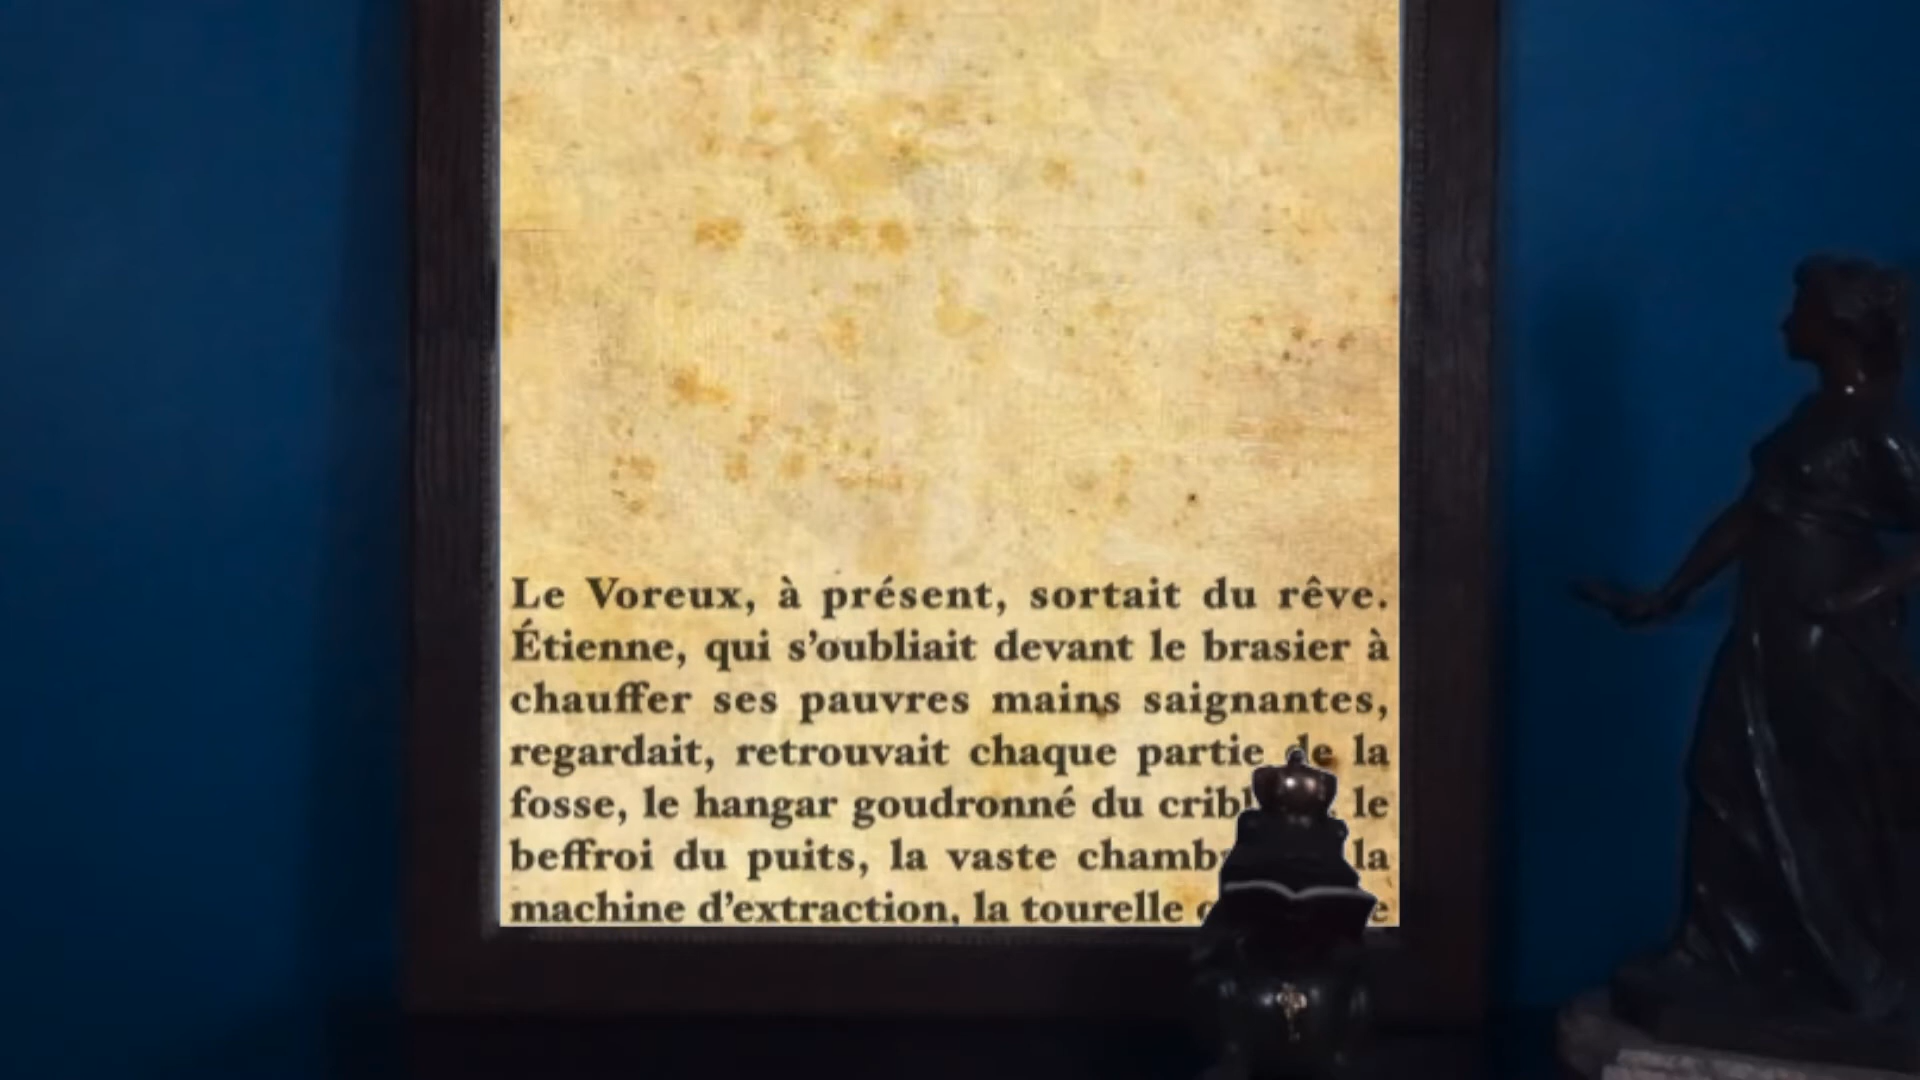 Le Voreux, à présent, sortait du rêve.
Étienne, qui s’oubliait devant le brasier à
chauffer ses pauvres mains saignantes,
regardait, retrouvait chaque partie de la
fosse, le hangar goudronné du le
beffroi du puits, la vaste la
machine d’extraction, la tourelle